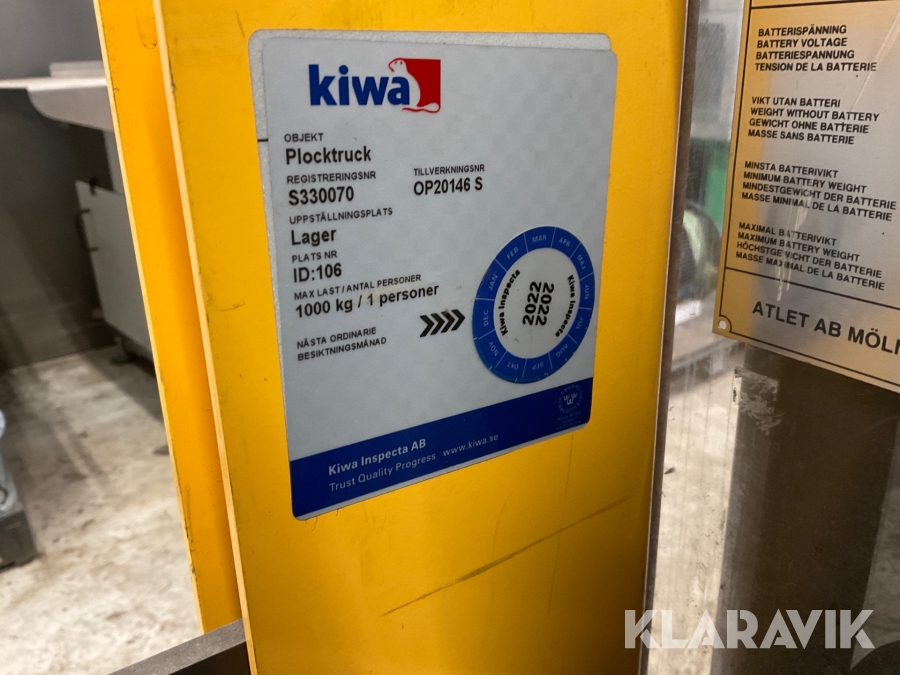 kiwa
OBJEKT
Plocktruck
REGISTRERINGSNR
S330070
TILLVERKNINGSNR
OP20146 S
UPPSTÄLLNINGSPLATS
Lager
PLATS NR
ID:106
MAX LAST/ANTAL PERSONER
1000 kg / 1 personer
NÄSTA ORDINARIE
BESIKTNINGSMÅNAD
JAN FEB MAR APR MAJ JUN JUL AUG SEP OKT NOV DEC
Kiwa Inspecta
2022
2022
Kiwa Inspecta
Kiwa Inspecta AB
Trust Quality Progress www.kiwa.se
BATTERISPÄNNING
BATTERY VOLTAGE
BATTERIESPANNUNG
TENSION DE LA BATTERIE
VIKT UTAN BATTERI
WEIGHT WITHOUT BATTERY
GEWICHT OHNE BATTERIE
MASSE SANS BATTERIE
MINSTA BATTERIVIKT
MINIMUM BATTERY WEIGHT
MINDESTGEWICHT DER BATTERIE
MASSE MINIMAL DE LA BATTERIE
MAXIMAL BATTERIVIKT
MAXIMUM BATTERY WEIGHT
HÖCHSTGEWICHT DER BATTERIE
MASSE MAXIMAL DE LA BATTERIE
ATLET AB MÖLN
KLARAVIK